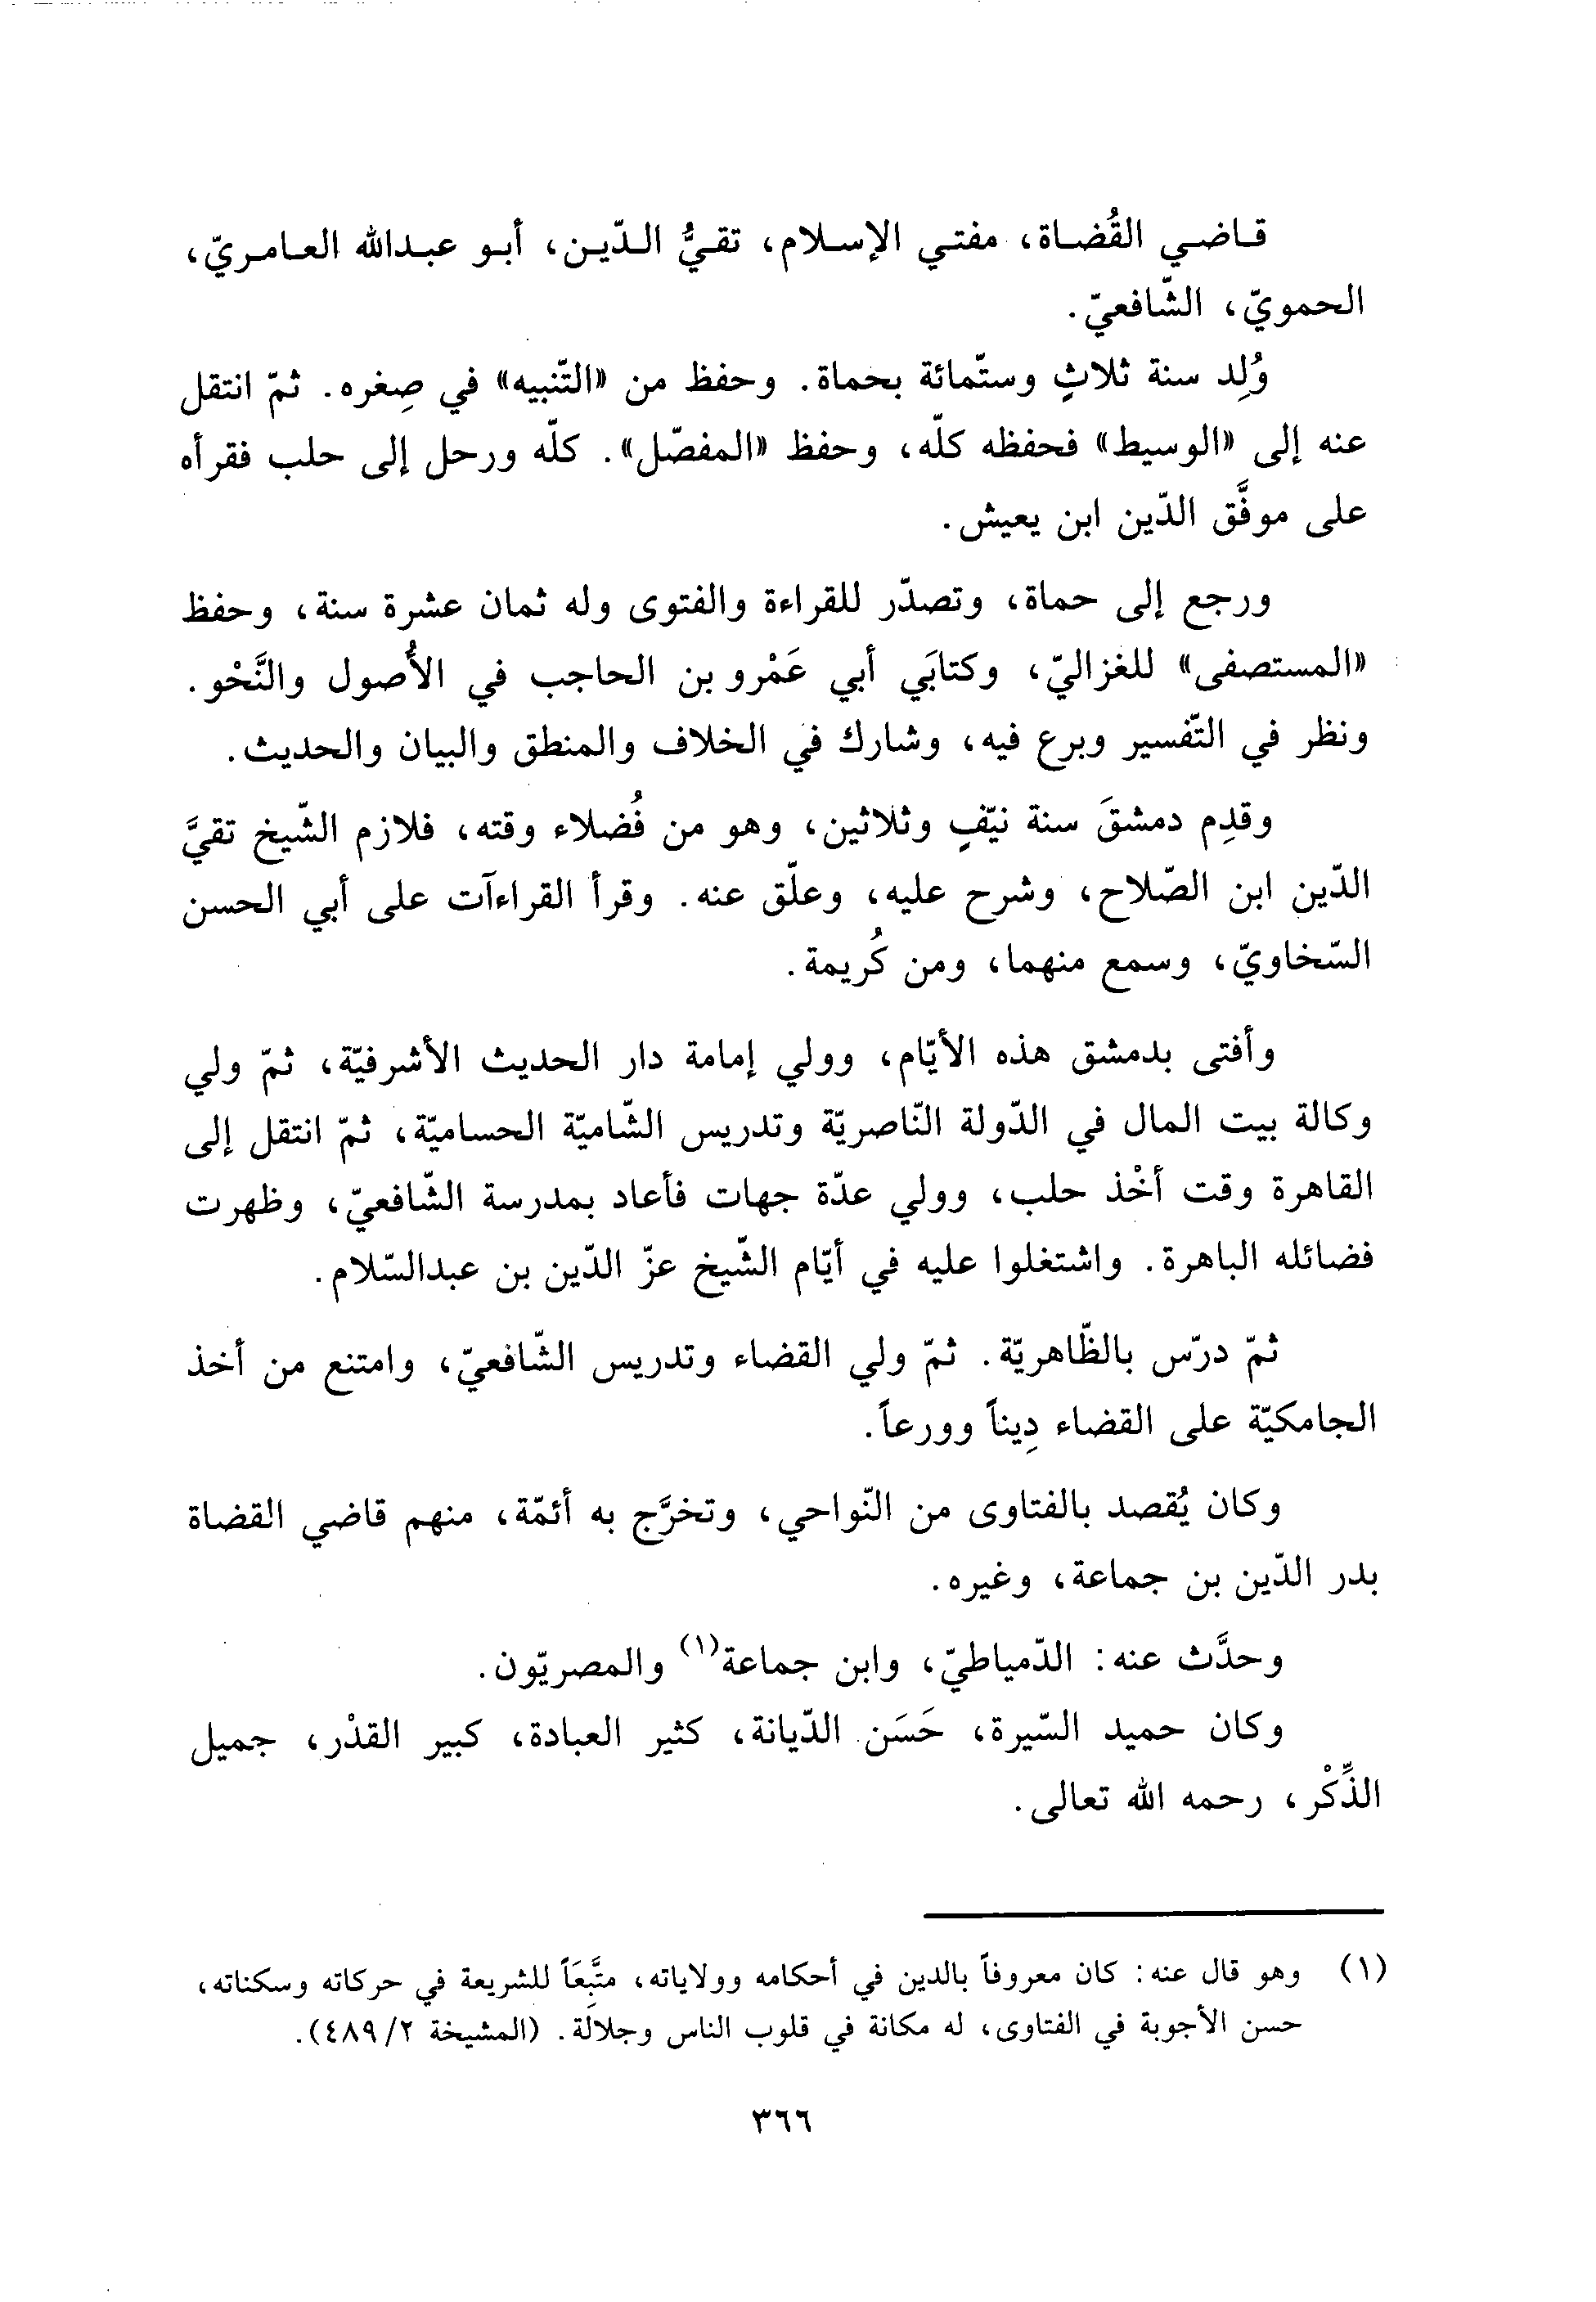 قاضي القُضاة، مفتي الإسلام، تقيُّ الدّين، أبو عبدالله العامريّ،
الحمويّ، الشّافعيّ.
وُلِد سنة ثلاثٍ وستّمائة بحماة. وحفظ من «التّنبيه» في صِغره. ثمّ انتقل
عنه إلى «الوسيط» فحفظه كلّه، وحفظ «المفصّل». كلّه ورحل إلى حلب فقرأه
على موفَّق الدّين ابن يعيش.
ورجع إلى حماة، وتصدّر للقراءة والفتوى وله ثمان عشرة سنة، وحفظ
«المستصفى» للغزاليّ، وكتابَي أبي عَمْرو بن الحاجب في الأُصول والنَّحْو.
ونظر في التّفسير وبرع فيه، وشارك في الخلاف والمنطق والبيان والحديث.
وقدِم دمشقَ سنة نيّفٍ وثلاثين، وهو من فُضلاء وقته، فلازم الشّيخ تقيَّ
الدّين ابن الصّلاح، وشرح عليه، وعلّق عنه. وقرأ القراءآت على أبي الحسن
السّخاويّ، وسمع منهما، ومن كُريمة.
وأفتى بدمشق هذه الأيّام، وولي إمامة دار الحديث الأشرفيّة، ثمّ ولي
وكالة بيت المال في الدّولة النّاصريّة وتدريس الشّاميّة الحساميّة، ثمّ انتقل إلى
القاهرة وقت أخْذ حلب، وولي عدّة جهات فأعاد بمدرسة الشّافعيّ، وظهرت
فضائله الباهرة. واشتغلوا عليه في أيّام الشّيخ عزّ الدّين بن عبدالسّلام.
ثمّ درّس بالظّاهريّة. ثمّ ولي القضاء وتدريس الشّافعيّ، وامتنع من أخذ
الجامكيّة على القضاء دِيناً وورعاً.
وكان يُقصد بالفتاوى من النّواحي، وتخرَّج به أئمّة، منهم قاضي القضاة
بدر الدّين بن جماعة، وغيره.
وحدَّث عنه: الدّمياطيّ، وابن جماعة(١) والمصريّون.
وكان حميد السّيرة، حَسَن الدّيانة، كثير العبادة، كبير القدْر، جميل
الذِّكْر، رحمه الله تعالى.
(١) وهو قال عنه: كان معروفاً بالدين في أحكامه وولاياته، متَّبِعَاً للشريعة في حركاته وسكناته،
حسن الأجوبة في الفتاوى، له مكانة في قلوب الناس وجلالة. (المشيخة ٤٨٩/٢).
٣٦٦